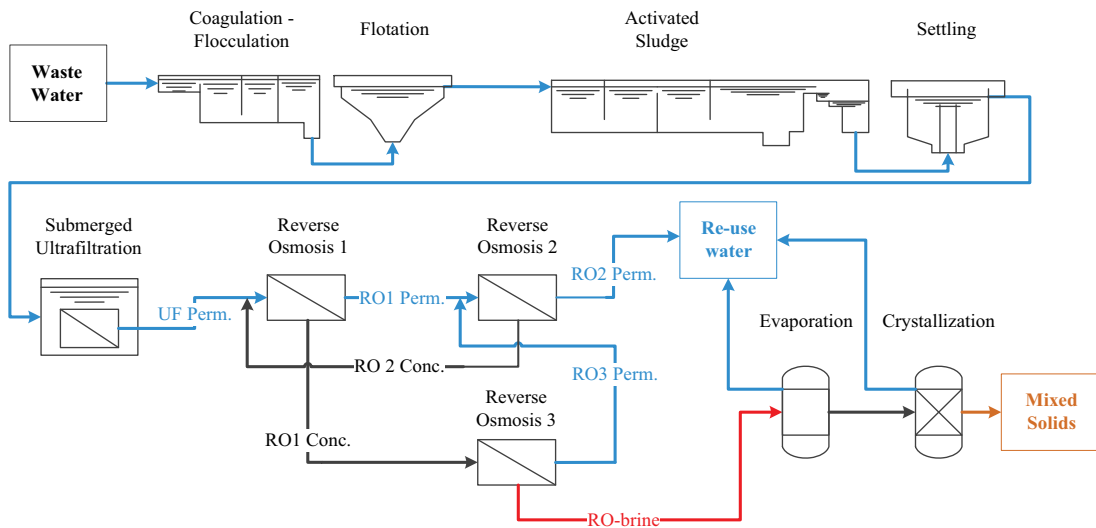 Coagulation -
Flocculation
Flotation
Activated
Sludge
Settling
Waste
Water
Submerged
Ultrafiltration
Reverse
Osmosis 1
Reverse
Osmosis 2
Re-use
water
UF Perm.
RO1 Perm.
RO2 Perm.
RO 2 Conc.
RO3 Perm.
Evaporation
Crystallization
Reverse
Osmosis 3
RO1 Conc.
Mixed
Solids
RO-brine